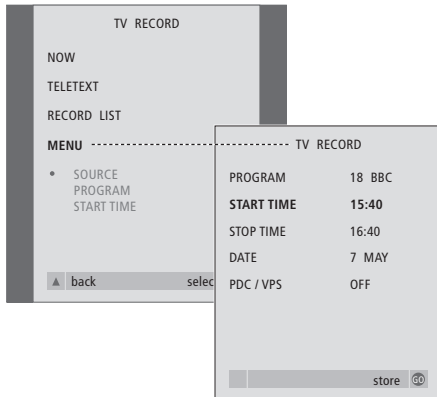 TV RECORD
NOW
TELETEXT
RECORD LIST
MENU
• SOURCE
PROGRAM
START TIME
▲ back selec
TV RECORD
PROGRAM 18 BBC
START TIME 15:40
STOP TIME 16:40
DATE 7 MAY
PDC / VPS OFF
store GO